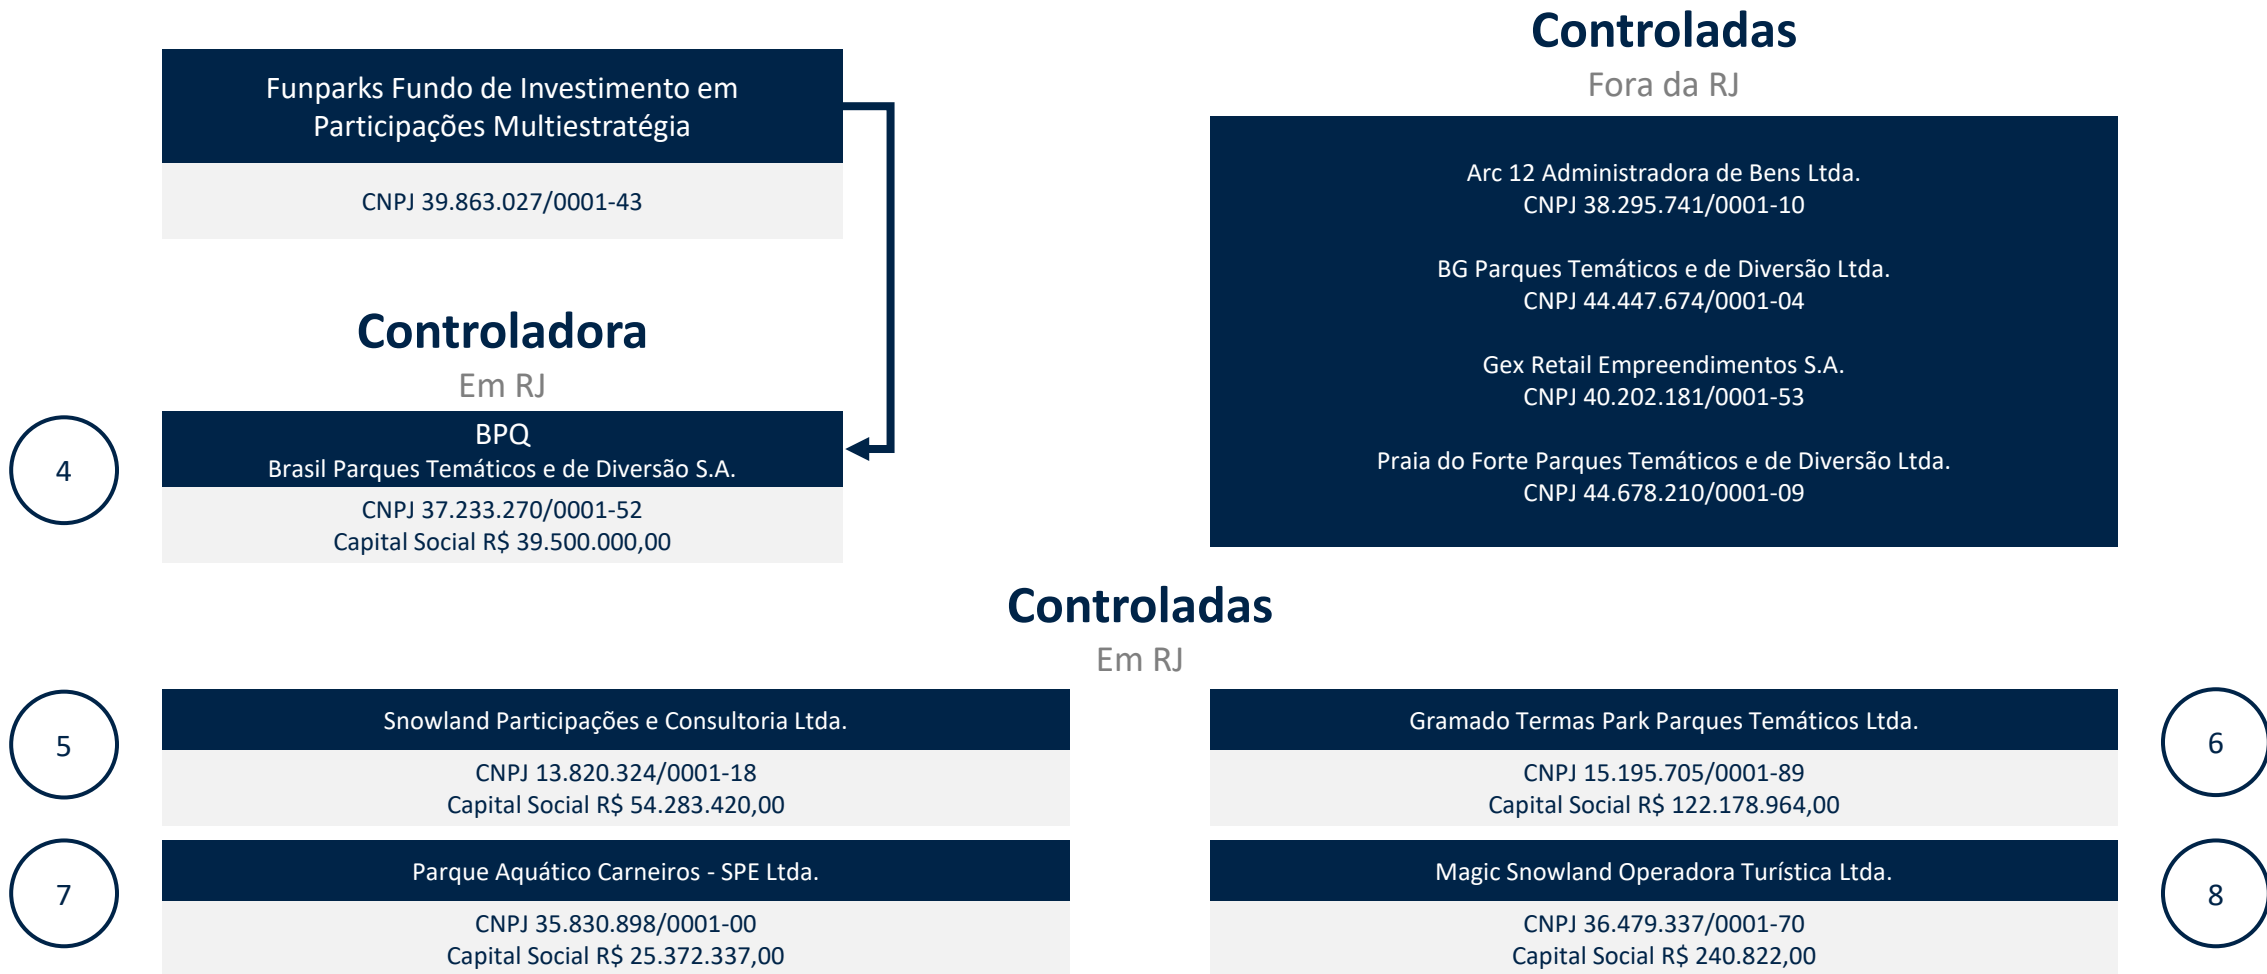 Funparks Fundo de Investimento em
Participações Multiestratégia
CNPJ 39.863.027/0001-43
Controladora
Em RJ
4
BPQ
Brasil Parques Temáticos e de Diversão S.A.
CNPJ 37.233.270/0001-52
Capital Social R$ 39.500.000,00
Controladas
Fora da RJ
Arc 12 Administradora de Bens Ltda.
CNPJ 38.295.741/0001-10
BG Parques Temáticos e de Diversão Ltda.
CNPJ 44.447.674/0001-04
Gex Retail Empreendimentos S.A.
CNPJ 40.202.181/0001-53
Praia do Forte Parques Temáticos e de Diversão Ltda.
CNPJ 44.678.210/0001-09
Controladas
Em RJ
5
Snowland Participações e Consultoria Ltda.
CNPJ 13.820.324/0001-18
Capital Social R$ 54.283.420,00
Gramado Termas Park Parques Temáticos Ltda.
CNPJ 15.195.705/0001-89
Capital Social R$ 122.178.964,00
6
7
Parque Aquático Carneiros - SPE Ltda.
CNPJ 35.830.898/0001-00
Capital Social R$ 25.372.337,00
Magic Snowland Operadora Turística Ltda.
CNPJ 36.479.337/0001-70
Capital Social R$ 240.822,00
8